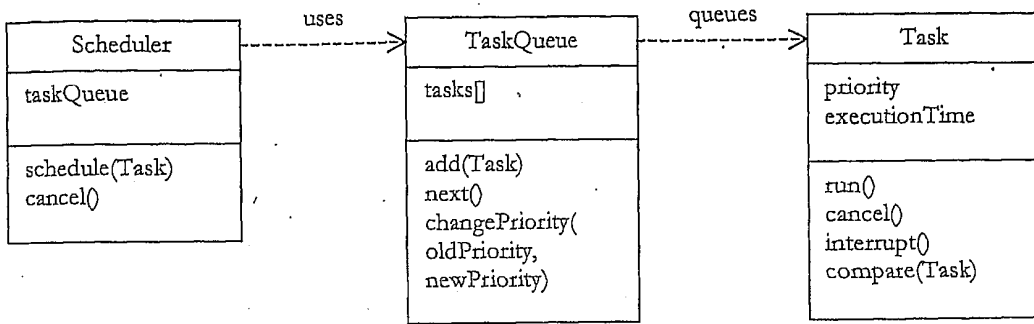 uses
queues
Scheduler
taskQueue
schedule(Task)
cancel()
TaskQueue
tasks[]
add(Task)
next()
changePriority(
oldPriority,
newPriority)
Task
priority
executionTime
run()
cancel()
interrupt()
compare(Task)